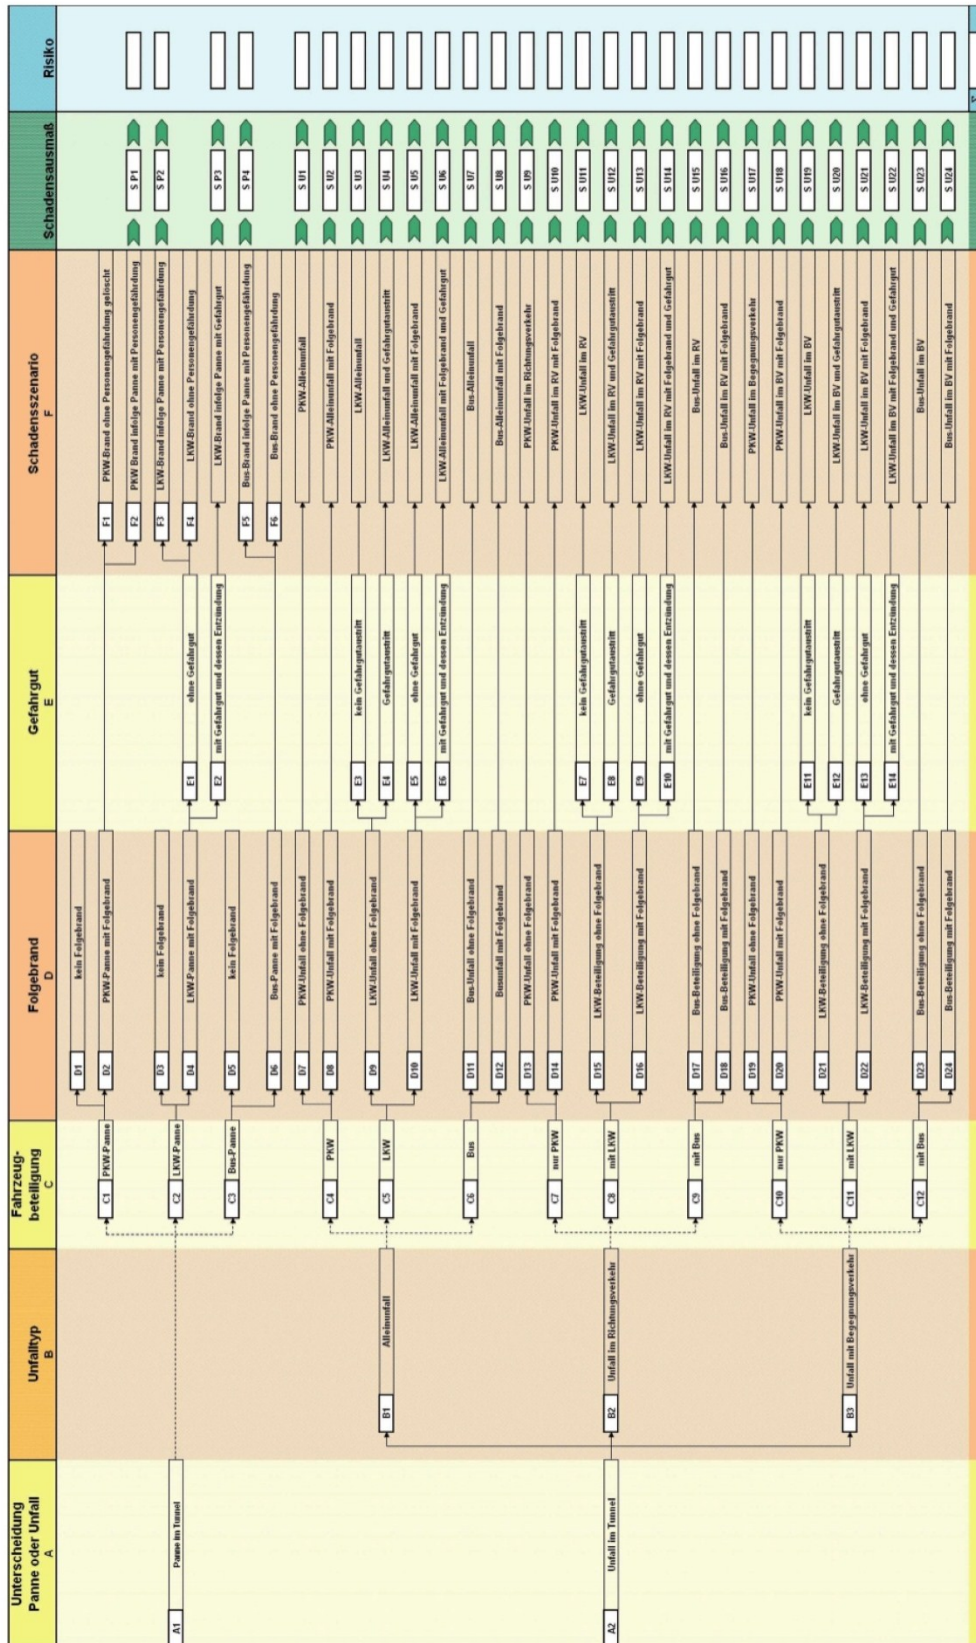 Unterscheidung
Panne oder Unfall
A
Unfalltyp
B
Fahrzeug-
beteiligung
C
Folgebrand
D
Gefahrgut
E
Schadensszenario
F
Schadensausmaß
Risiko
A1 Panne im Tunnel
A2 Unfall im Tunnel
B1 Alleinunfall
B2 Unfall im Richtungsverkehr
B3 Unfall mit Begegnungsverkehr
C1 PKW-Panne
C2 LKW-Panne
C3 Bus-Panne
C4 PKW
C5 LKW
C6 Bus
C7 nur PKW
C8 mit LKW
C9 mit Bus
C10 nur PKW
C11 mit LKW
C12 mit Bus
D1 kein Folgebrand
D2 PKW-Panne mit Folgebrand
D3 kein Folgebrand
D4 LKW-Panne mit Folgebrand
D5 kein Folgebrand
D6 Bus-Panne mit Folgebrand
D7 PKW-Unfall ohne Folgebrand
D8 PKW-Unfall mit Folgebrand
D9 LKW-Unfall ohne Folgebrand
D10 LKW-Unfall mit Folgebrand
D11 Bus-Unfall ohne Folgebrand
D12 Busunfall mit Folgebrand
D13 PKW-Unfall ohne Folgebrand
D14 PKW-Unfall mit Folgebrand
D15 LKW-Beteiligung ohne Folgebrand
D16 LKW-Beteiligung mit Folgebrand
D17 Bus-Beteiligung ohne Folgebrand
D18 Bus-Beteiligung mit Folgebrand
D19 PKW-Unfall ohne Folgebrand
D20 PKW-Unfall mit Folgebrand
D21 LKW-Beteiligung ohne Folgebrand
D22 LKW-Beteiligung mit Folgebrand
D23 Bus-Beteiligung ohne Folgebrand
D24 Bus-Beteiligung mit Folgebrand
E1 ohne Gefahrgut
E2 mit Gefahrgut und dessen Entzündung
E3 kein Gefahrgutaustritt
E4 Gefahrgutaustritt
E5 ohne Gefahrgut
E6 mit Gefahrgut und dessen Entzündung
E7 kein Gefahrgutaustritt
E8 Gefahrgutaustritt
E9 ohne Gefahrgut
E10 mit Gefahrgut und dessen Entzündung
E11 kein Gefahrgutaustritt
E12 Gefahrgutaustritt
E13 ohne Gefahrgut
E14 mit Gefahrgut und dessen Entzündung
F1 PKW-Brand ohne Personengefährdung gelöscht
F2 PKW Brand infolge Panne mit Personengefährdung
F3 LKW-Brand infolge Panne mit Personengefährdung
F4 LKW-Brand ohne Personengefährdung
LKW-Brand infolge Panne mit Gefahrgut
F5 Bus-Brand infolge Panne mit Personengefährdung
F6 Bus-Brand ohne Personengefährdung
PKW-Alleinunfall
PKW-Alleinunfall mit Folgebrand
LKW-Alleinunfall
LKW-Alleinunfall und Gefahrgutaustritt
LKW-Alleinunfall mit Folgebrand
LKW-Alleinunfall mit Folgebrand und Gefahrgut
Bus-Alleinunfall
Bus-Alleinunfall mit Folgebrand
PKW-Unfall im Richtungsverkehr
PKW-Unfall im RV mit Folgebrand
LKW-Unfall im RV
LKW-Unfall im RV und Gefahrgutaustritt
LKW-Unfall im RV mit Folgebrand
LKW-Unfall im RV mit Folgebrand und Gefahrgut
Bus-Unfall im RV
Bus-Unfall im RV mit Folgebrand
PKW-Unfall im Begegnungsverkehr
PKW-Unfall im BV mit Folgebrand
LKW-Unfall im BV
LKW-Unfall im BV und Gefahrgutaustritt
LKW-Unfall im BV mit Folgebrand
LKW-Unfall im BV mit Folgebrand und Gefahrgut
Bus-Unfall im BV
Bus-Unfall im BV mit Folgebrand
S P1
S P2
S P3
S P4
S U1
S U2
S U3
S U4
S U5
S U6
S U7
S U8
S U9
S U10
S U11
S U12
S U13
S U14
S U15
S U16
S U17
S U18
S U19
S U20
S U21
S U22
S U23
S U24